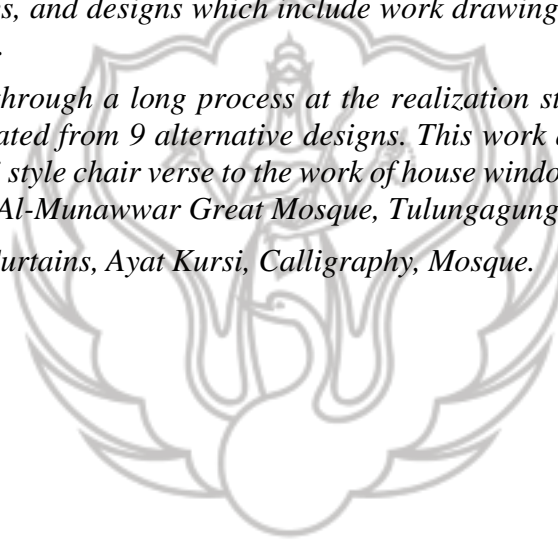 es, and designs which include work drawing
.
through a long process at the realization st
ated from 9 alternative designs. This work
style chair verse to the work of house windo
Al-Munawwar Great Mosque, Tulungagung
urtains, Ayat Kursi, Calligraphy, Mosque.